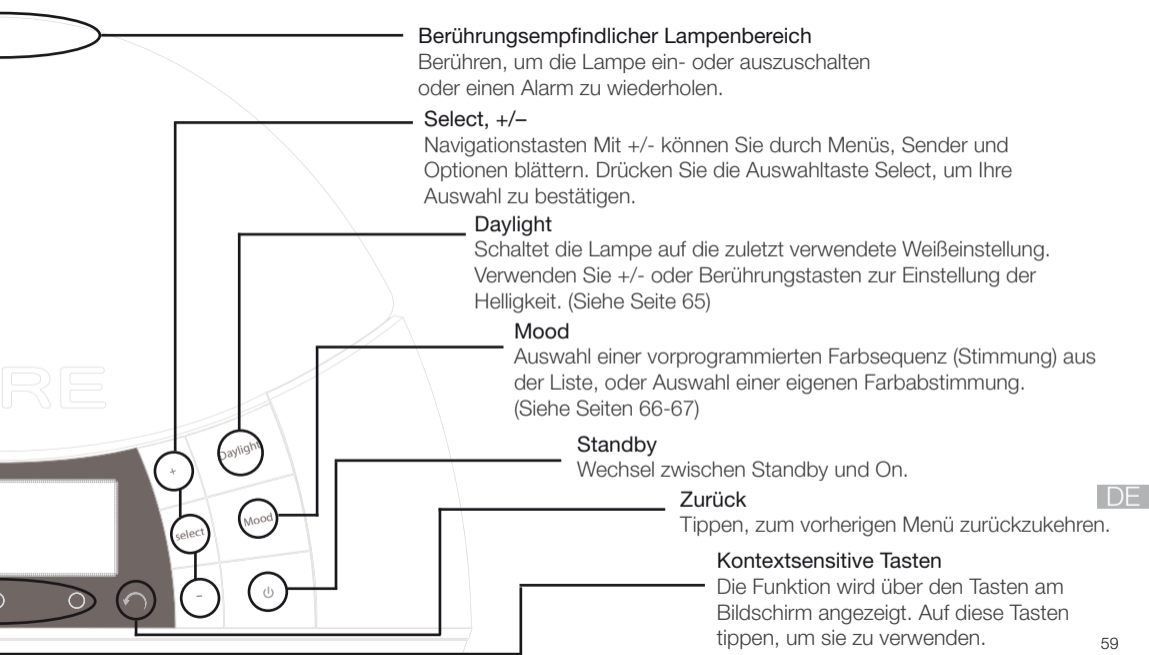 Berührungsempfindlicher Lampenbereich
Berühren, um die Lampe ein- oder auszuschalten
oder einen Alarm zu wiederholen.
Select, +/–
Navigationstasten Mit +/- können Sie durch Menüs, Sender und
Optionen blättern. Drücken Sie die Auswahltaste Select, um Ihre
Auswahl zu bestätigen.
Daylight
Schaltet die Lampe auf die zuletzt verwendete Weißeinstellung.
Verwenden Sie +/- oder Berührungstasten zur Einstellung der
Helligkeit. (Siehe Seite 65)
Mood
Auswahl einer vorprogrammierten Farbsequenz (Stimmung) aus
der Liste, oder Auswahl einer eigenen Farbabstimmung.
(Siehe Seiten 66-67)
RE
Daylight
+
Standby
Wechsel zwischen Standby und On.
Mood
select
Zurück
Tippen, zum vorherigen Menü zurückzukehren.
DE
Kontextsensitive Tasten
Die Funktion wird über den Tasten am
Bildschirm angezeigt. Auf diese Tasten
tippen, um sie zu verwenden.
-
59